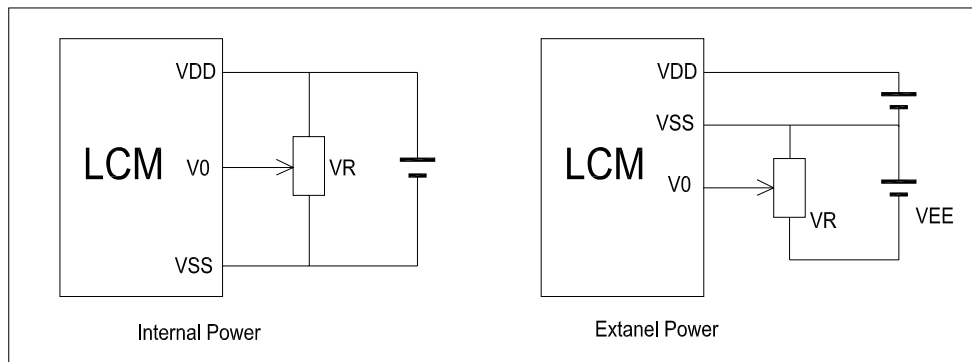 VDD
LCM
V0
VR
VSS
Internal Power
VDD
VSS
LCM
V0
VR
VEE
Extanel Power